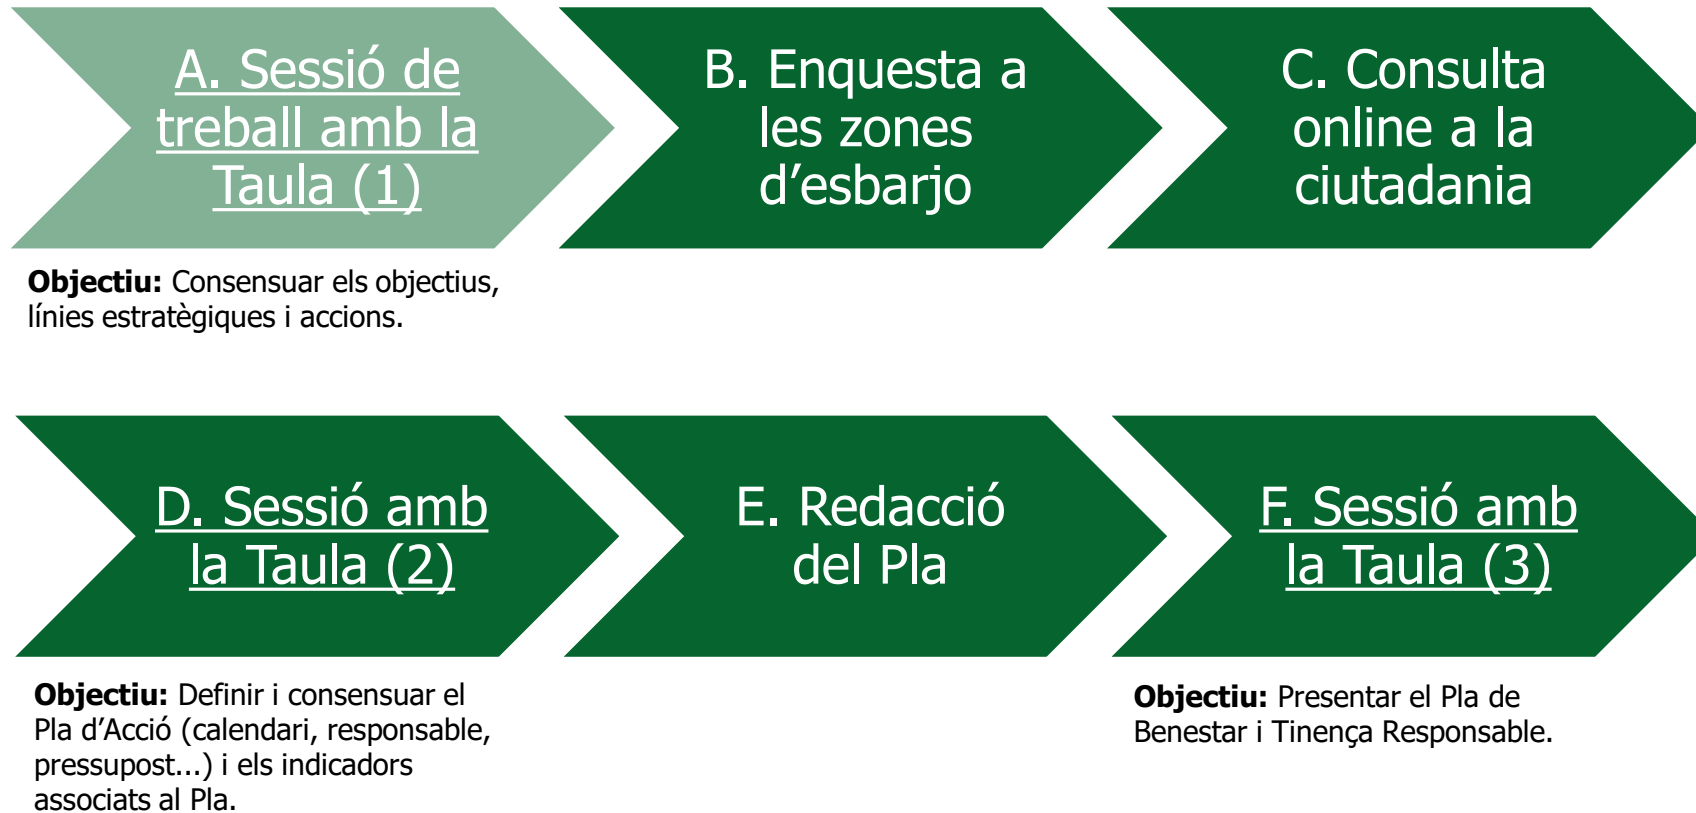 A. Sessió de
treball amb la
Taula (1)
B. Enquesta a
les zones
d’esbarjo
C. Consulta
online a la
ciutadania
Objectiu: Consensuar els objectius,
línies estratègiques i accions.
D. Sessió amb
la Taula (2)
E. Redacció
del Pla
F. Sessió amb
la Taula (3)
Objectiu: Definir i consensuar el
Pla d’Acció (calendari, responsable,
pressupost...) i els indicadors
associats al Pla.
Objectiu: Presentar el Pla de
Benestar i Tinença Responsable.